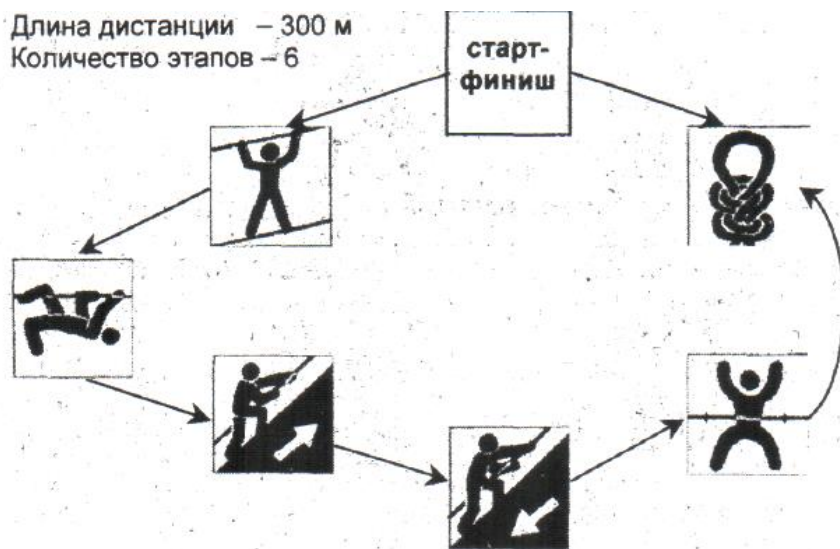 Длина дистанции – 300 м
Количество этапов – 6
старт-
финиш